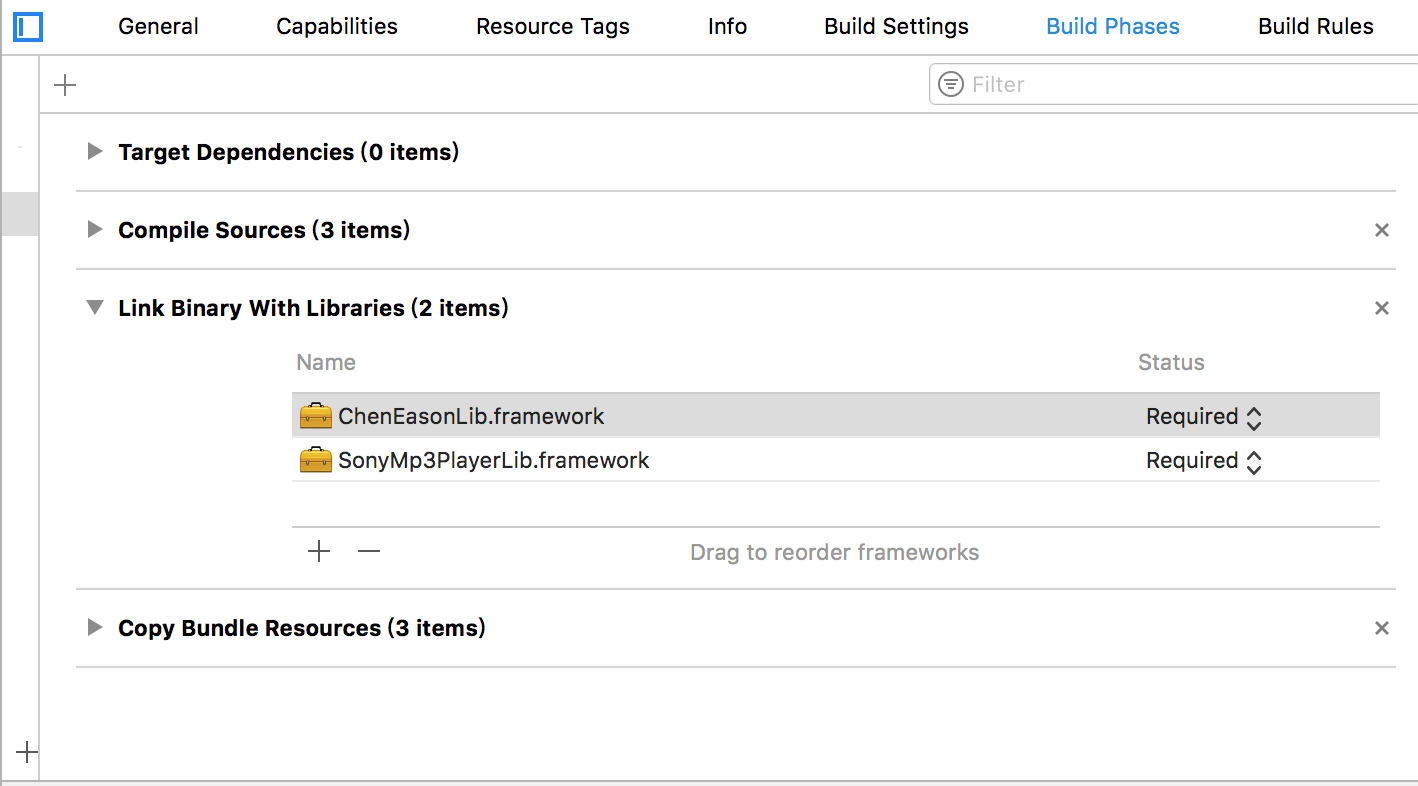 General Capabilities Resource Tags Info Build Settings Build Phases Build Rules
Filter
Target Dependencies (0 items)
Compile Sources (3 items)
Link Binary With Libraries (2 items)
Name Status
ChenEasonLib.framework Required
SonyMp3PlayerLib.framework Required
Drag to reorder frameworks
Copy Bundle Resources (3 items)